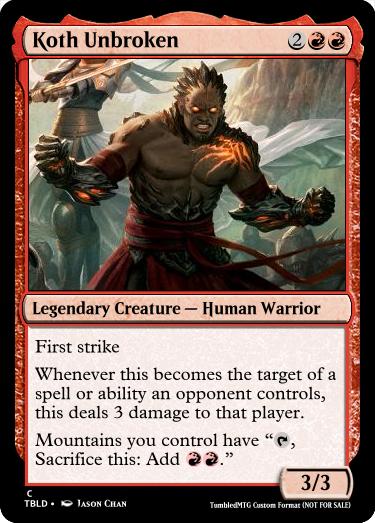 Koth Unbroken 2
Legendary Creature — Human Warrior
First strike
Whenever this becomes the target of a
spell or ability an opponent controls,
this deals 3 damage to that player.
Mountains you control have “,
Sacrifice this: Add .”
3/3
C
TBLD • Jason Chan
TumbledMTG Custom Format (NOT FOR SALE)